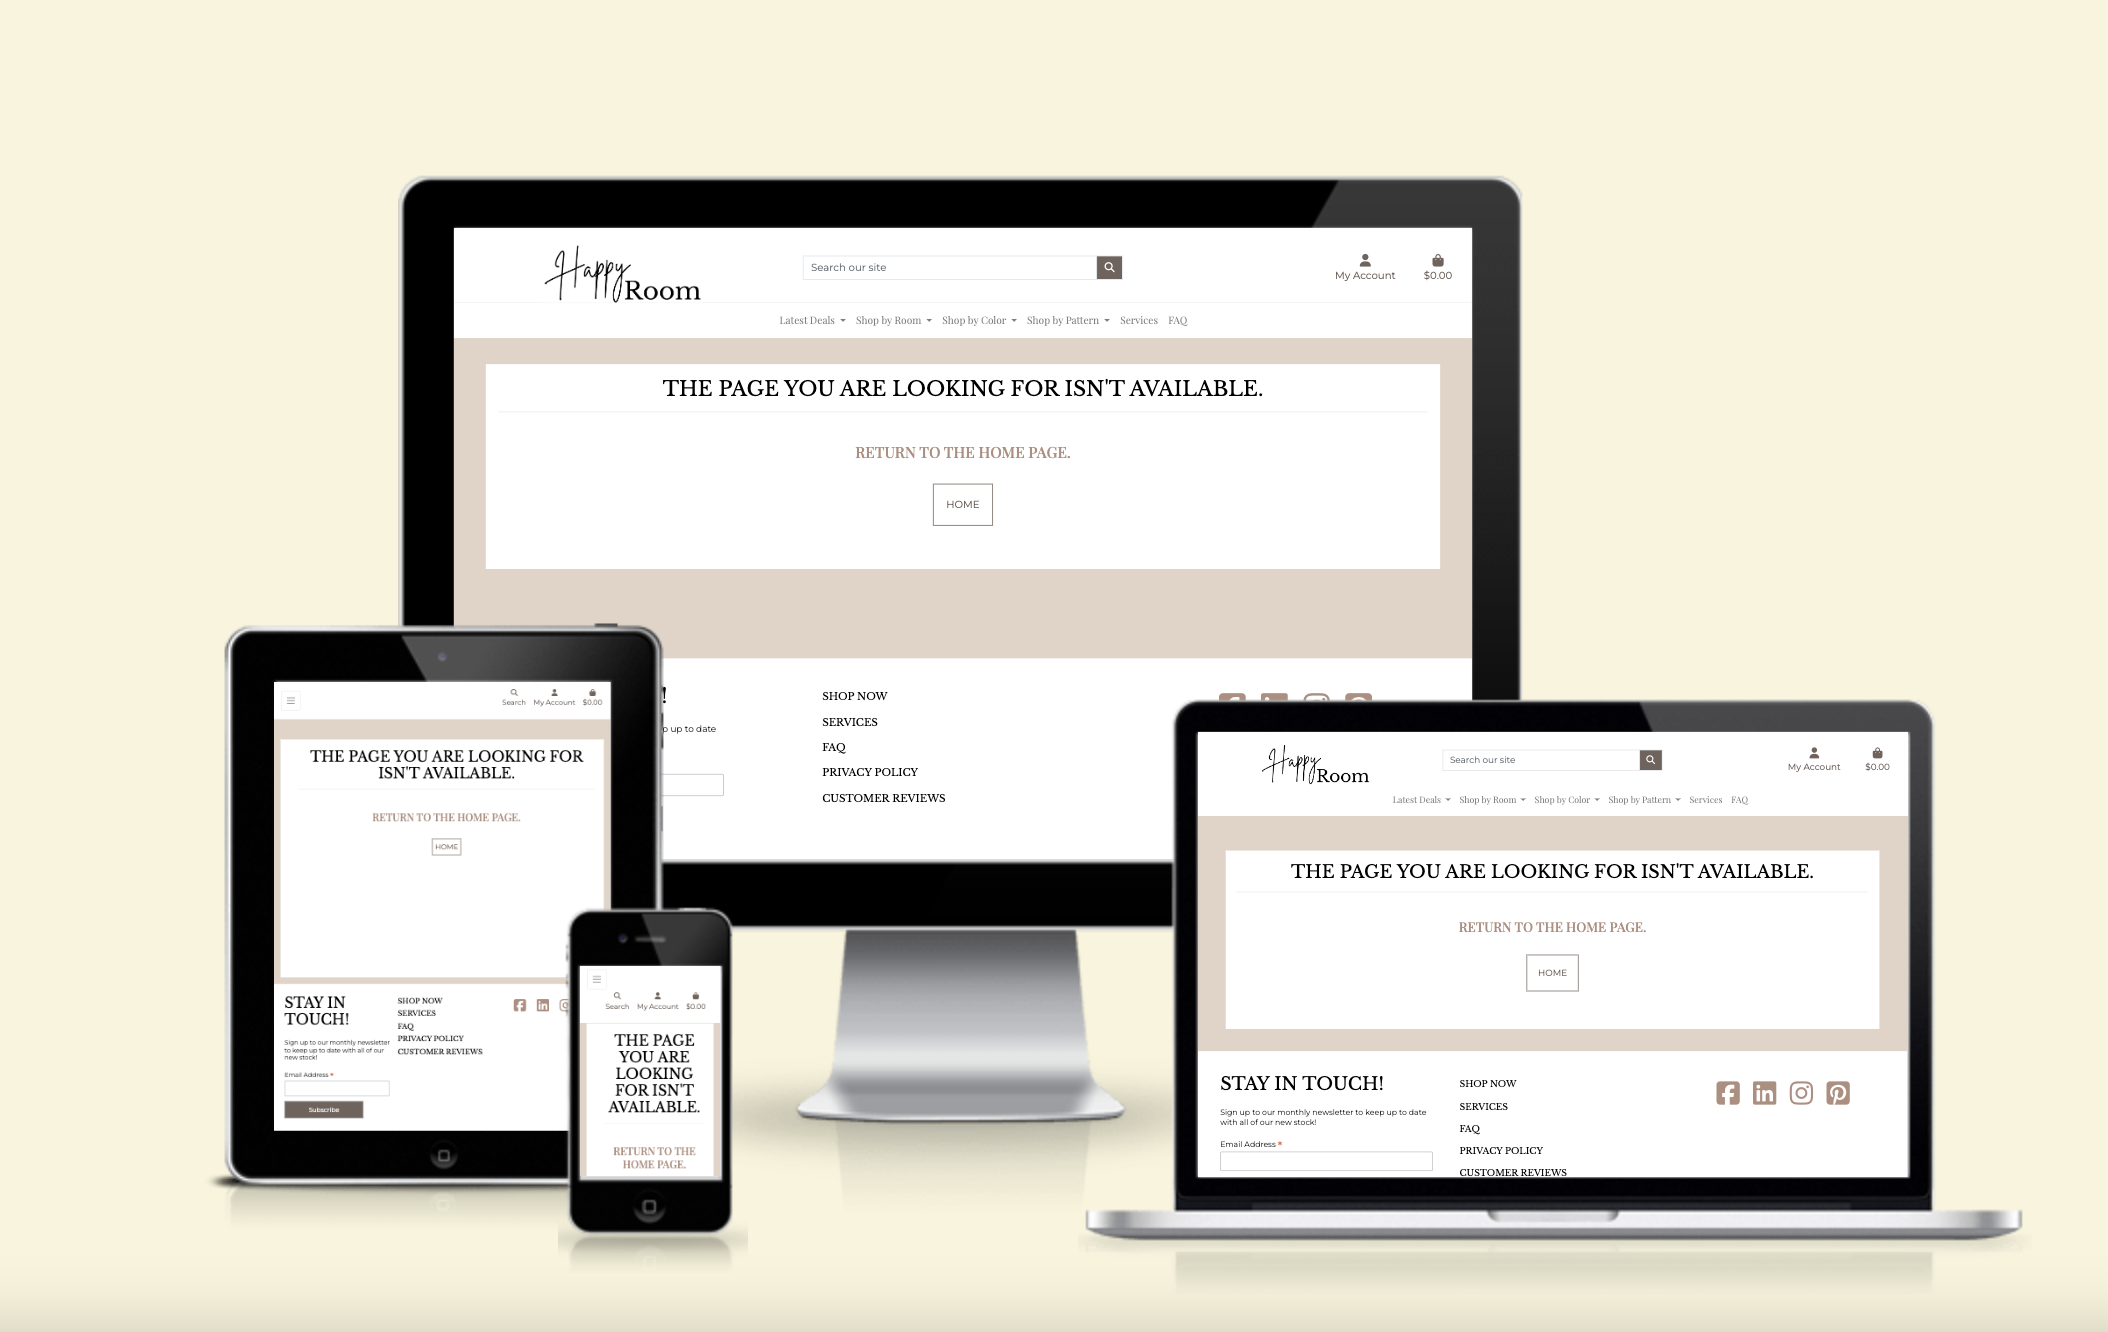 Happy Room
Search our site
My Account
$0.00
Latest Deals
Shop by Room
Shop by Color
Shop by Pattern
Services
FAQ
THE PAGE YOU ARE LOOKING FOR ISN'T AVAILABLE.
RETURN TO THE HOME PAGE.
HOME
!
up to date
SHOP NOW
SERVICES
FAQ
PRIVACY POLICY
CUSTOMER REVIEWS
Search
My Account
$0.00
THE PAGE YOU ARE LOOKING FOR
ISN'T AVAILABLE.
RETURN TO THE HOME PAGE.
HOME
STAY IN
TOUCH!
Sign up to our monthly newsletter
to keep up to date with all of our
new stock!
Email Address *
Subscribe
SHOP NOW
SERVICES
FAQ
PRIVACY POLICY
CUSTOMER REVIEWS
Search
My Account
$0.00
THE PAGE
YOU ARE
LOOKING
FOR ISN'T
AVAILABLE.
RETURN TO THE
HOME PAGE.
Happy Room
Search our site
My Account
$0.00
Latest Deals
Shop by Room
Shop by Color
Shop by Pattern
Services
FAQ
THE PAGE YOU ARE LOOKING FOR ISN'T AVAILABLE.
RETURN TO THE HOME PAGE.
HOME
STAY IN TOUCH!
Sign up to our monthly newsletter to keep up to date
with all of our new stock!
Email Address *
SHOP NOW
SERVICES
FAQ
PRIVACY POLICY
CUSTOMER REVIEWS